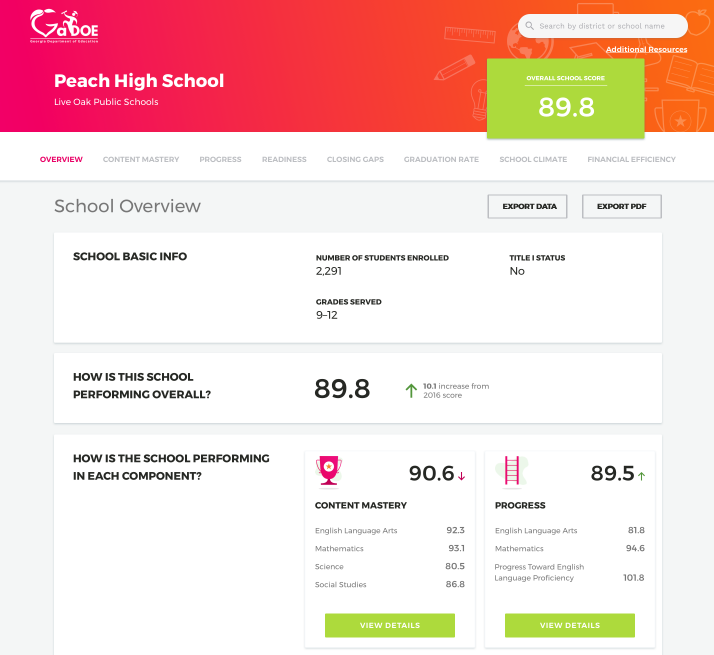 GaDOE
Georgia Department of Education
Search by district or school name
Additional Resources
Peach High School
Live Oak Public Schools
OVERALL SCHOOL SCORE
89.8
OVERVIEW CONTENT MASTERY PROGRESS READINESS CLOSING GAPS GRADUATION RATE SCHOOL CLIMATE FINANCIAL EFFICIENCY
School Overview
EXPORT DATA
EXPORT PDF
SCHOOL BASIC INFO
NUMBER OF STUDENTS ENROLLED
2,291
TITLE I STATUS
No
GRADES SERVED
9–12
HOW IS THIS SCHOOL
PERFORMING OVERALL?
89.8
10.1 increase from
2016 score
HOW IS THE SCHOOL PERFORMING
IN EACH COMPONENT?
90.6
CONTENT MASTERY
English Language Arts 92.3
Mathematics 93.1
Science 80.5
Social Studies 86.8
VIEW DETAILS
89.5
PROGRESS
English Language Arts 81.8
Mathematics 94.6
Progress Toward English
Language Proficiency 101.8
VIEW DETAILS